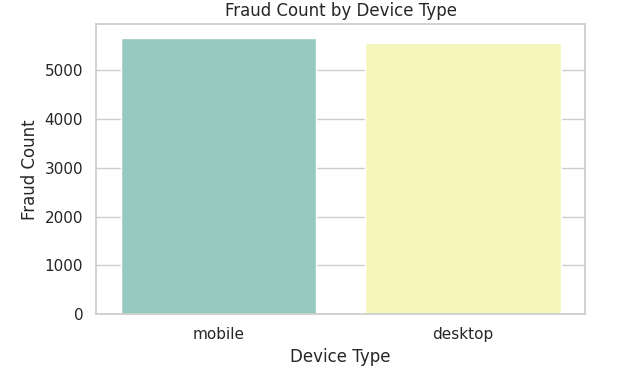 Fraud Count by Device Type
Fraud Count
5000
4000
3000
2000
1000
0
mobile
desktop
Device Type